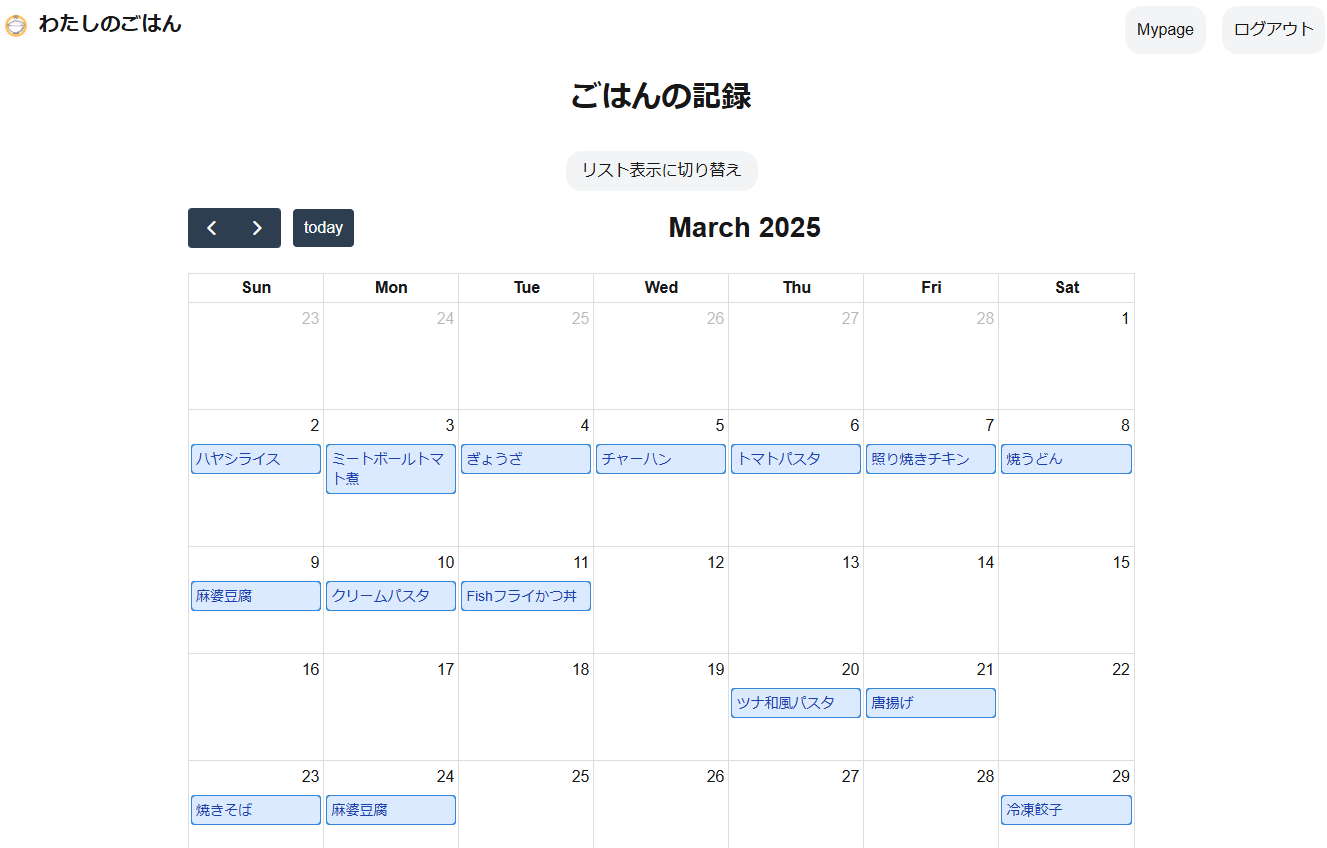 わたしのごはん
Mypage
ログアウト
ごはんの記録
リスト表示に切り替え
today
March 2025
Sun Mon Tue Wed Thu Fri Sat
23 24 25 26 27 28 1
2 3 4 5 6 7 8
ハヤシライス
ミートボールトマ
ト煮
ぎょうざ
チャーハン
トマトパスタ
照り焼きチキン
焼うどん
9 10 11 12 13 14 15
麻婆豆腐
クリームパスタ
Fishフライかつ丼
16 17 18 19 20 21 22
ツナ和風パスタ
唐揚げ
23 24 25 26 27 28 29
焼きそば
麻婆豆腐
冷凍餃子